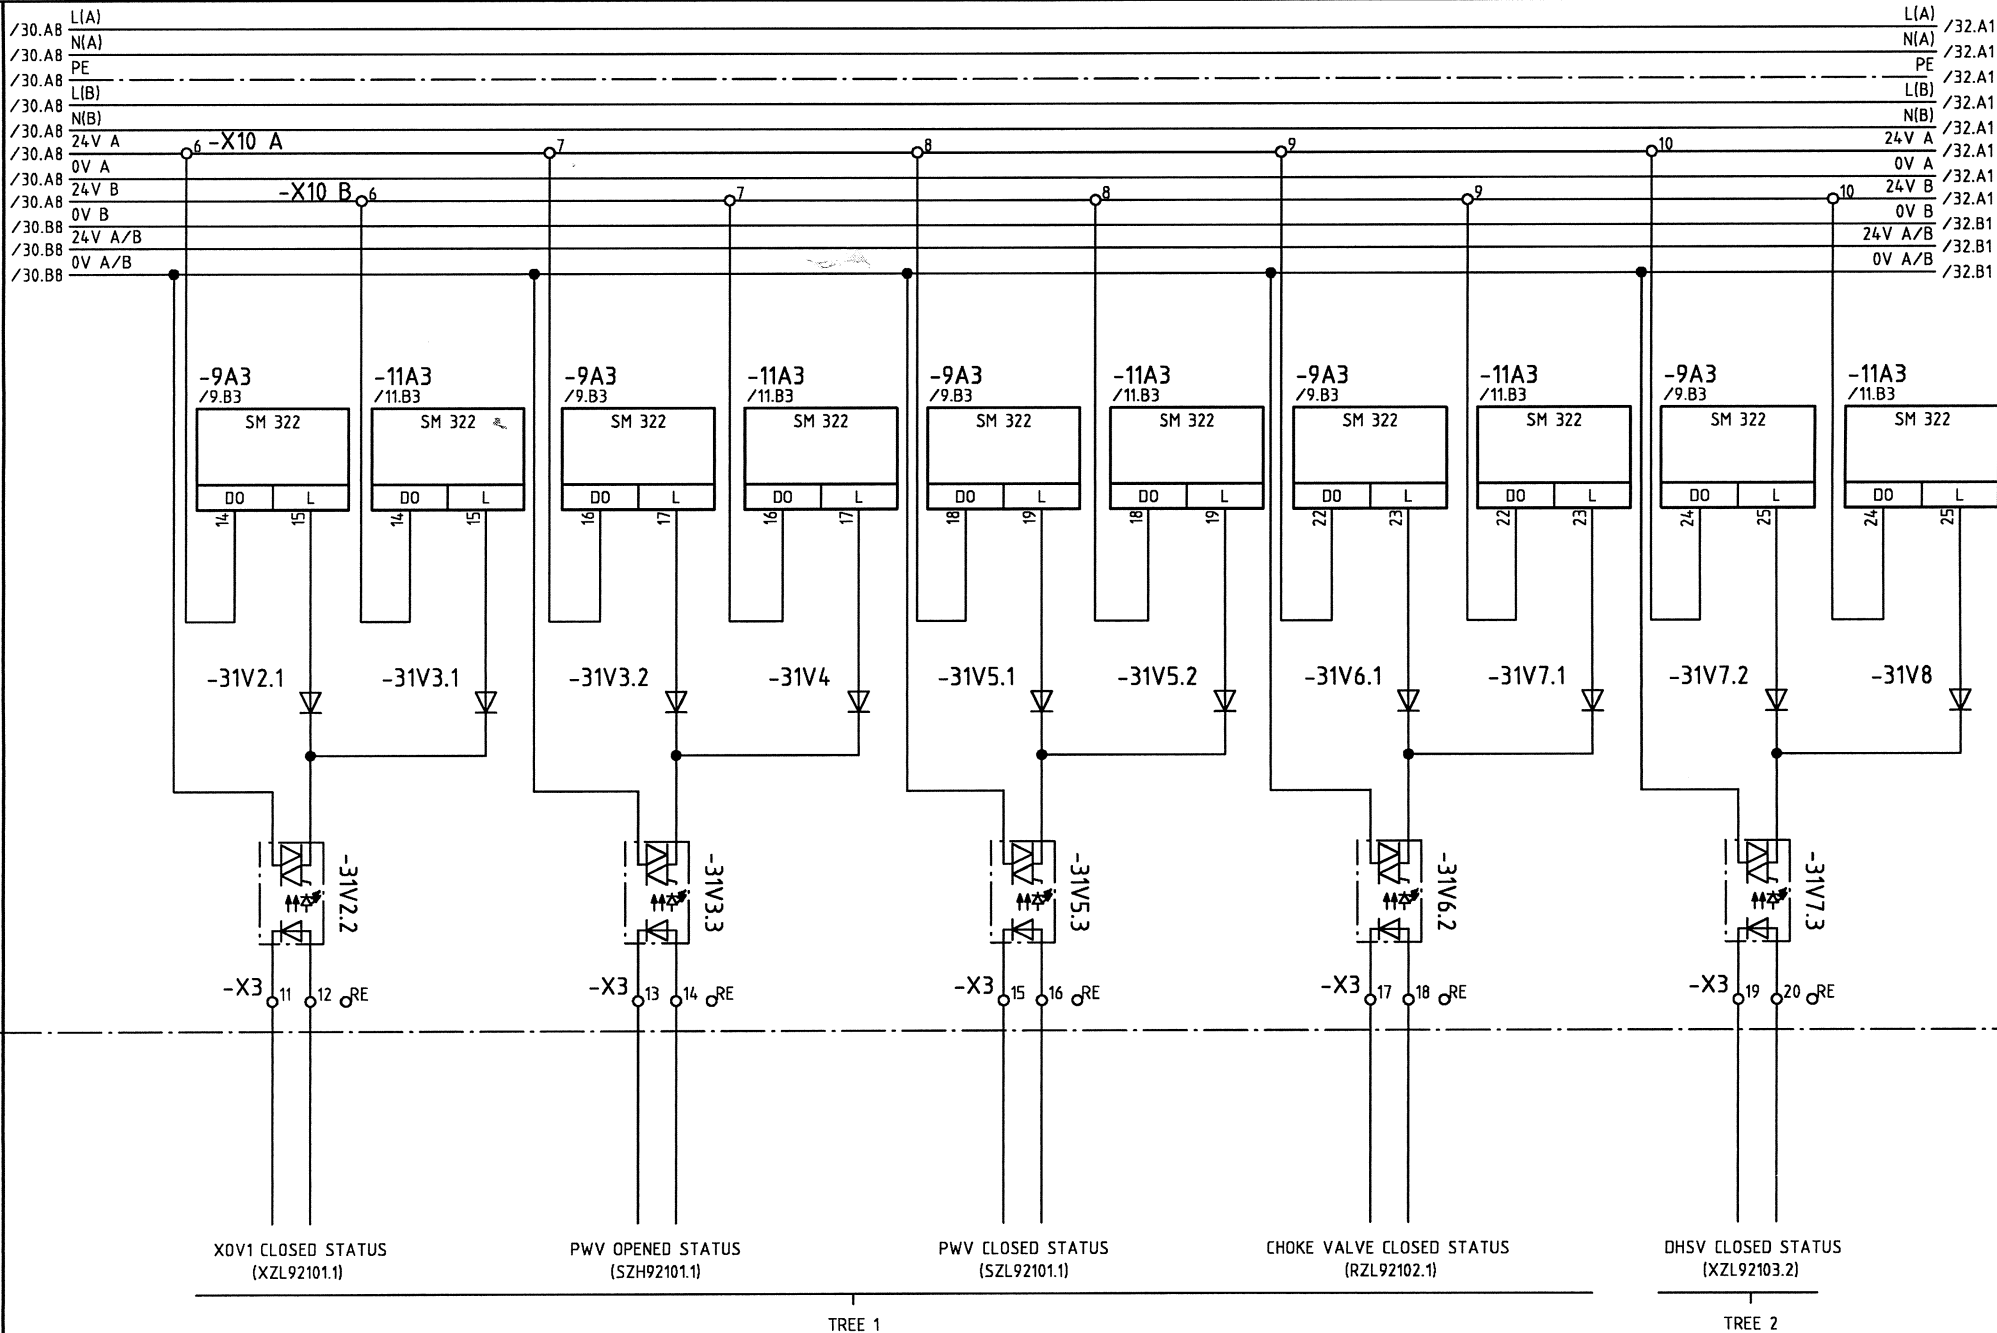 L(A) L(A)
/30.A8 /32.A1
N(A) N(A)
/30.A8 /32.A1
PE PE
/30.A8 /32.A1
L(B) L(B)
/30.A8 /32.A1
N(B) N(B)
/30.A8 /32.A1
24V A 6 -X10 A 7 8 9 10 24V A
/30.A8 /32.A1
0V A 0V A
/30.A8 /32.A1
24V B -X10 B 6 7 8 9 10 24V B
/30.A8 /32.A1
0V B 0V B
/30.B8 /32.B1
24V A/B 24V A/B
/30.B8 /32.B1
0V A/B 0V A/B
/30.B8 /32.B1
-9A3 -11A3 -9A3 -11A3 -9A3 -11A3 -9A3 -11A3 -9A3 -11A3
/9.B3 /11.B3 /9.B3 /11.B3 /9.B3 /11.B3 /9.B3 /11.B3 /9.B3 /11.B3
SM 322 SM 322 SM 322 SM 322 SM 322 SM 322 SM 322 SM 322 SM 322 SM 322
DO L DO L DO L DO L DO L DO L DO L DO L DO L DO L
14 15 14 15 16 17 16 17 18 19 18 19 22 23 22 23 24 25 24 25
-31V2.1 -31V3.1 -31V3.2 -31V4 -31V5.1 -31V5.2 -31V6.1 -31V7.1 -31V7.2 -31V8
-31V2.2 -31V3.3 -31V5.3 -31V6.2 -31V7.3
-X3 11 12 RE -X3 13 14 RE -X3 15 16 RE -X3 17 18 RE -X3 19 20 RE
XOV1 CLOSED STATUS PWV OPENED STATUS PWV CLOSED STATUS CHOKE VALVE CLOSED STATUS DHSV CLOSED STATUS
(XZL92101.1) (SZH92101.1) (SZL92101.1) (RZL92102.1) (XZL92103.2)
TREE 1 TREE 2